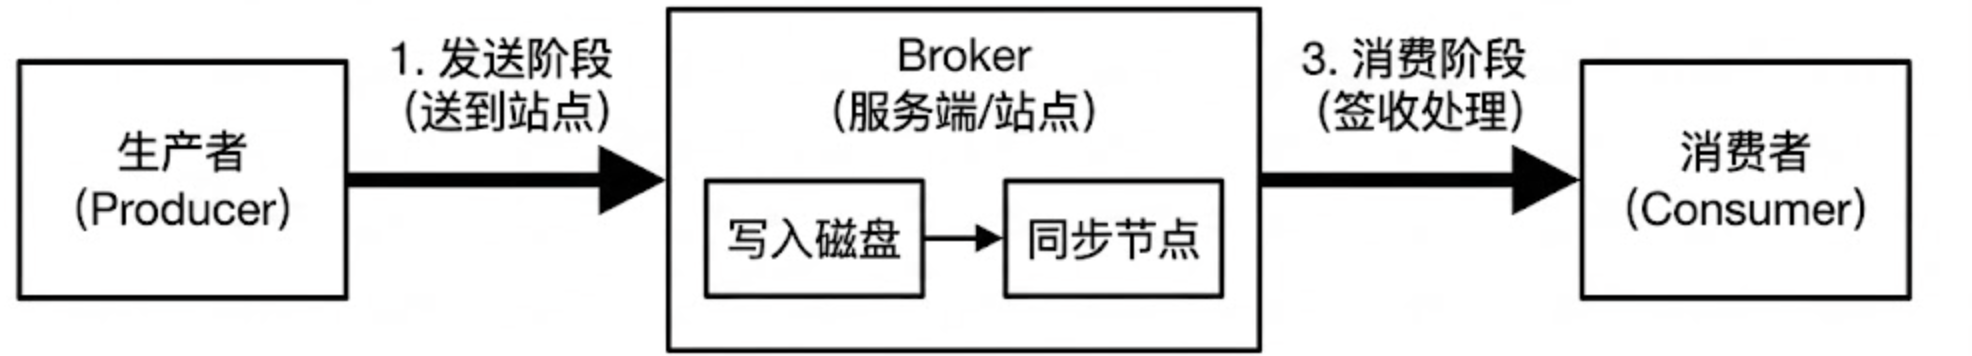 生产者
(Producer)
1. 发送阶段
(送到站点)
Broker
(服务端/站点)
写入磁盘
同步节点
3. 消费阶段
(签收处理)
消费者
(Consumer)